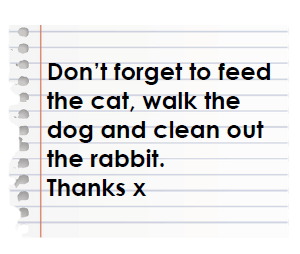 Don't forget to feed
the cat, walk the
dog and clean out
the rabbit.
Thanks x